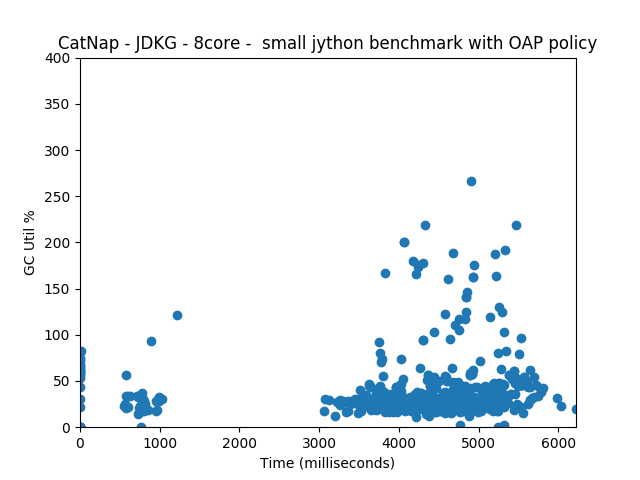 CatNap - JDKG - 8core -  small jython benchmark with OAP policy
400
350
300
250
200
150
100
50
0
GC Util %
0 1000 2000 3000 4000 5000 6000
Time (milliseconds)